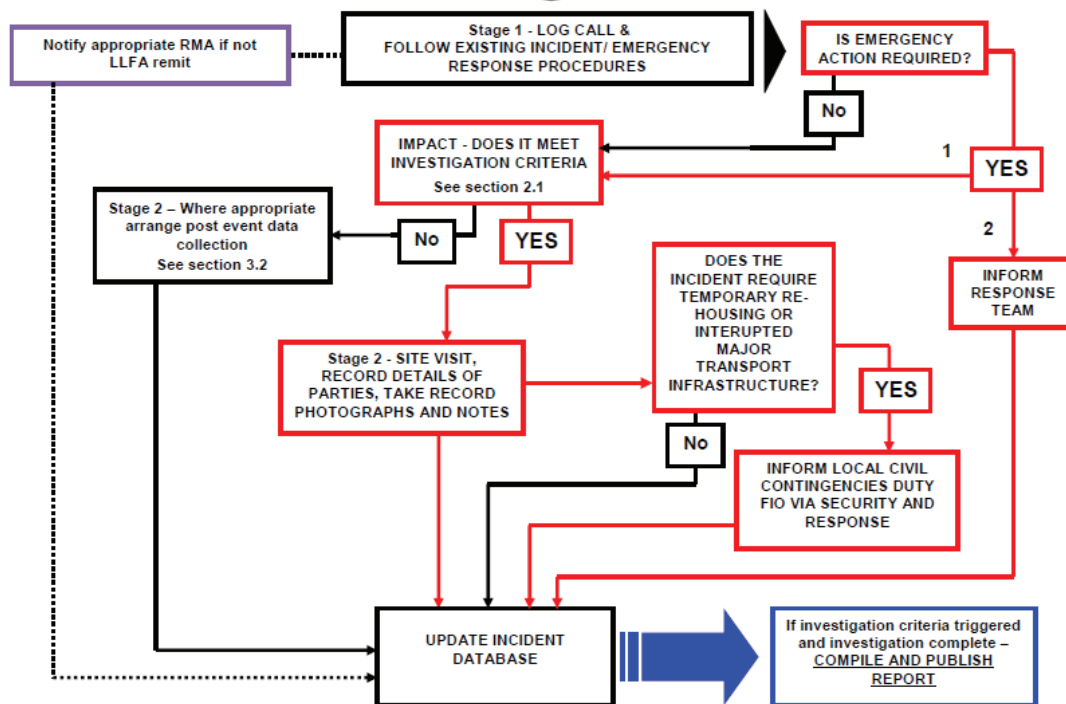 Notify appropriate RMA if not
LLFA remit
Stage 1 - LOG CALL &
FOLLOW EXISTING INCIDENT/ EMERGENCY
RESPONSE PROCEDURES
IS EMERGENCY
ACTION REQUIRED?
No
IMPACT - DOES IT MEET
INVESTIGATION CRITERIA
See section 2.1
1
YES
2
Stage 2 – Where appropriate
arrange post event data
collection
See section 3.2
No
YES
DOES THE
INCIDENT REQUIRE
TEMPORARY RE-
HOUSING OR
INTERUPTED
MAJOR
TRANSPORT
INFRASTRUCTURE?
INFORM
RESPONSE
TEAM
Stage 2 - SITE VISIT,
RECORD DETAILS OF
PARTIES, TAKE RECORD
PHOTOGRAPHS AND NOTES
YES
No
INFORM LOCAL CIVIL
CONTINGENCIES DUTY
FIO VIA SECURITY AND
RESPONSE
UPDATE INCIDENT
DATABASE
If investigation criteria triggered
and investigation complete –
COMPILE AND PUBLISH
REPORT